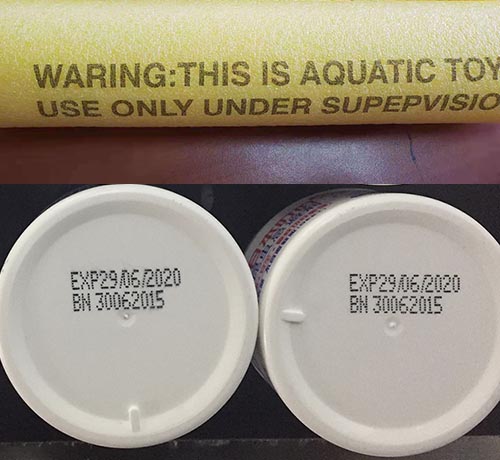 WARING:THIS IS AQUATIC TOY
USE ONLY UNDER SUPEPVISIO
EXP29/06/2020
BN 30062015
EXP29/06/2020
BN 30062015